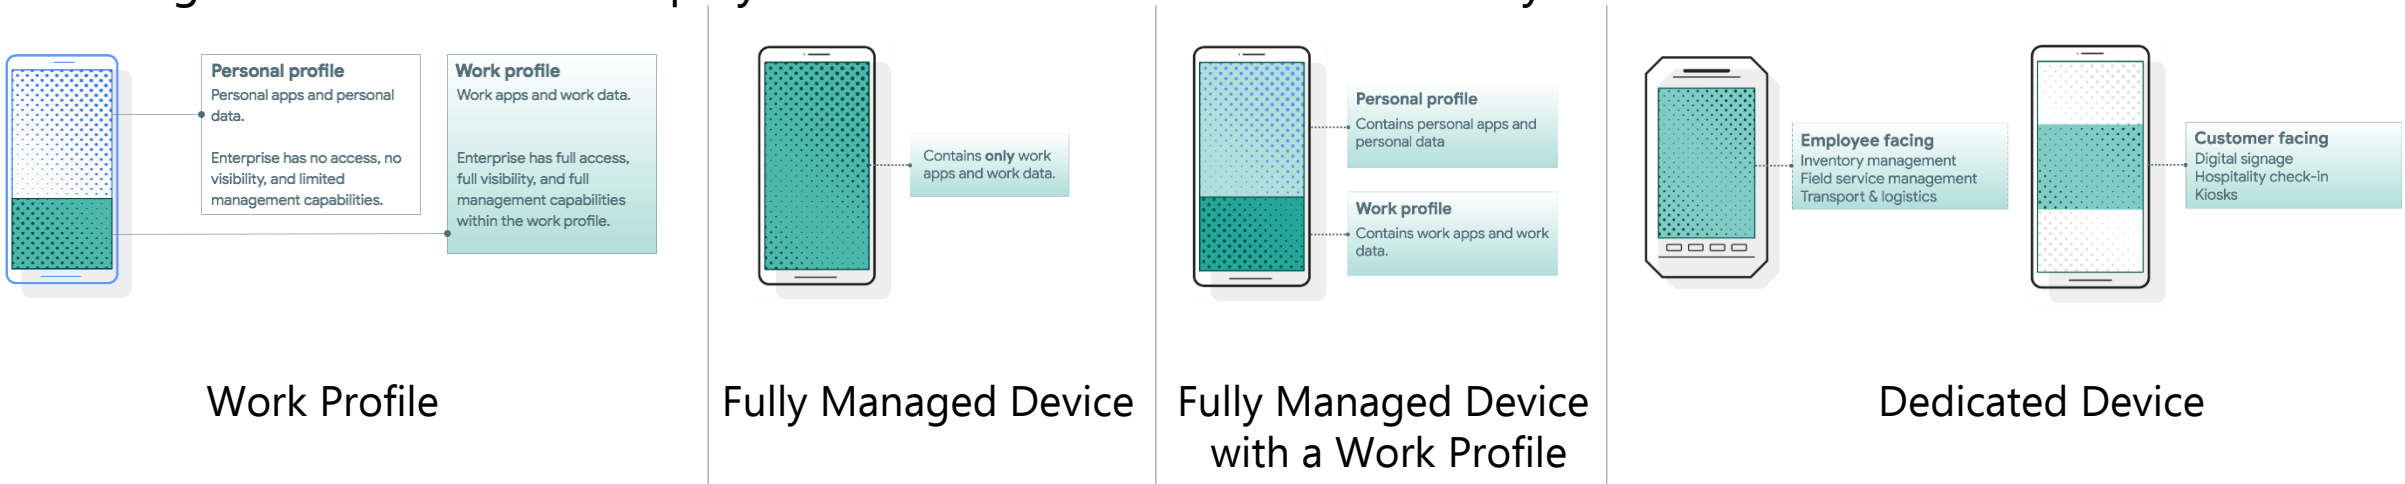 Personal profile
Personal apps and personal
data.
Enterprise has no access, no
visibility, and limited
management capabilities.
Work profile
Work apps and work data.
Enterprise has full access,
full visibility, and full
management capabilities
within the work profile.
Work Profile
Contains only work
apps and work data.
Fully Managed Device
Personal profile
Contains personal apps and
personal data
Work profile
Contains work apps and work
data.
Fully Managed Device
with a Work Profile
Employee facing
Inventory management
Field service management
Transport & logistics
Customer facing
Digital signage
Hospitality check-in
Kiosks
Dedicated Device